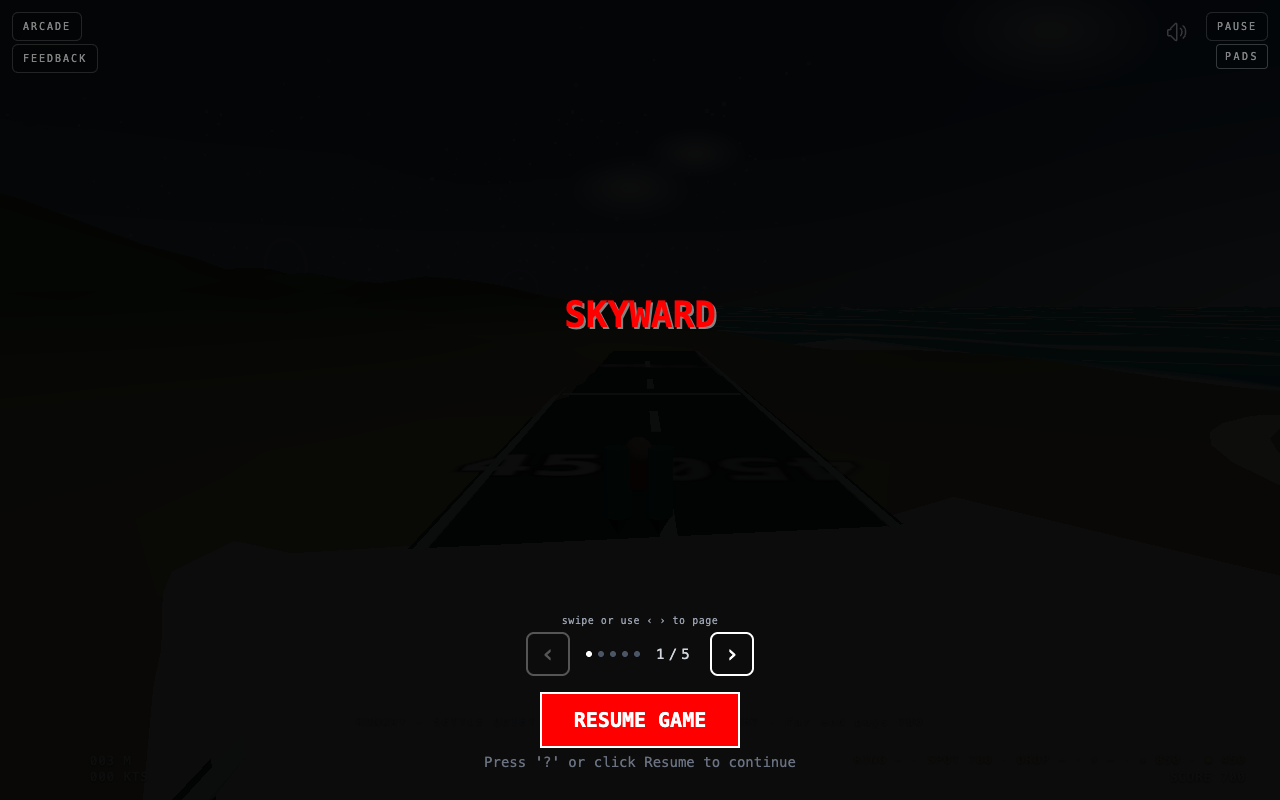 ARCADE
FEEDBACK
PAUSE
PADS
SKYWARD
swipe or use ‹ › to page
‹
1/5
›
RESUME GAME
Press '?' or click Resume to continue